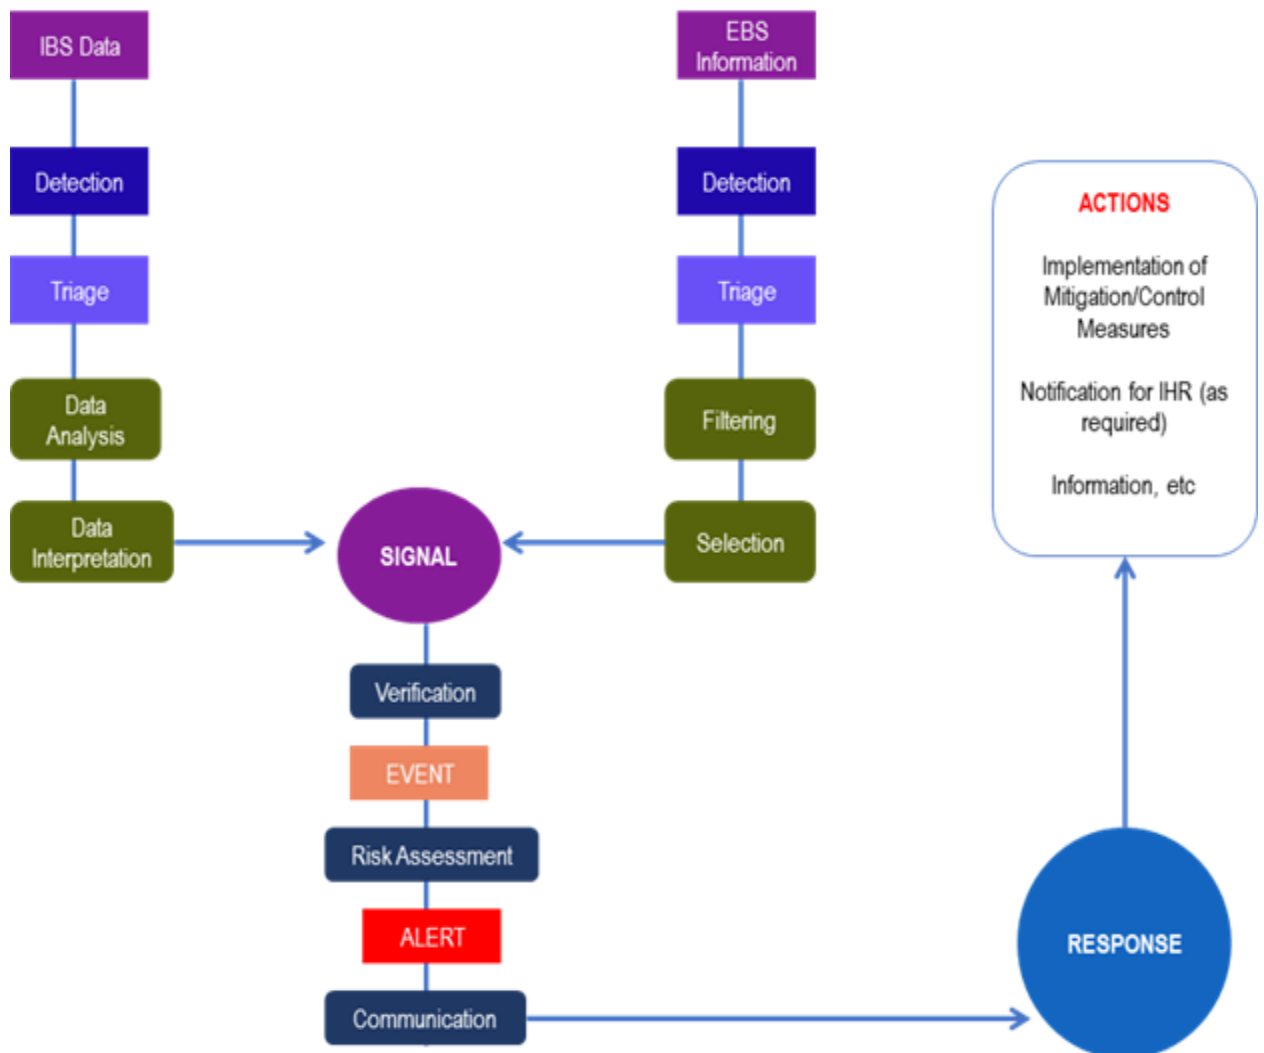 IBS Data
Detection
Triage
Data
Analysis
Data
Interpretation
EBS
Information
Detection
Triage
Filtering
Selection
SIGNAL
Verification
EVENT
Risk Assessment
ALERT
Communication
RESPONSE
ACTIONS
Implementation of
Mitigation/Control
Measures
Notification for IHR (as
required)
Information, etc